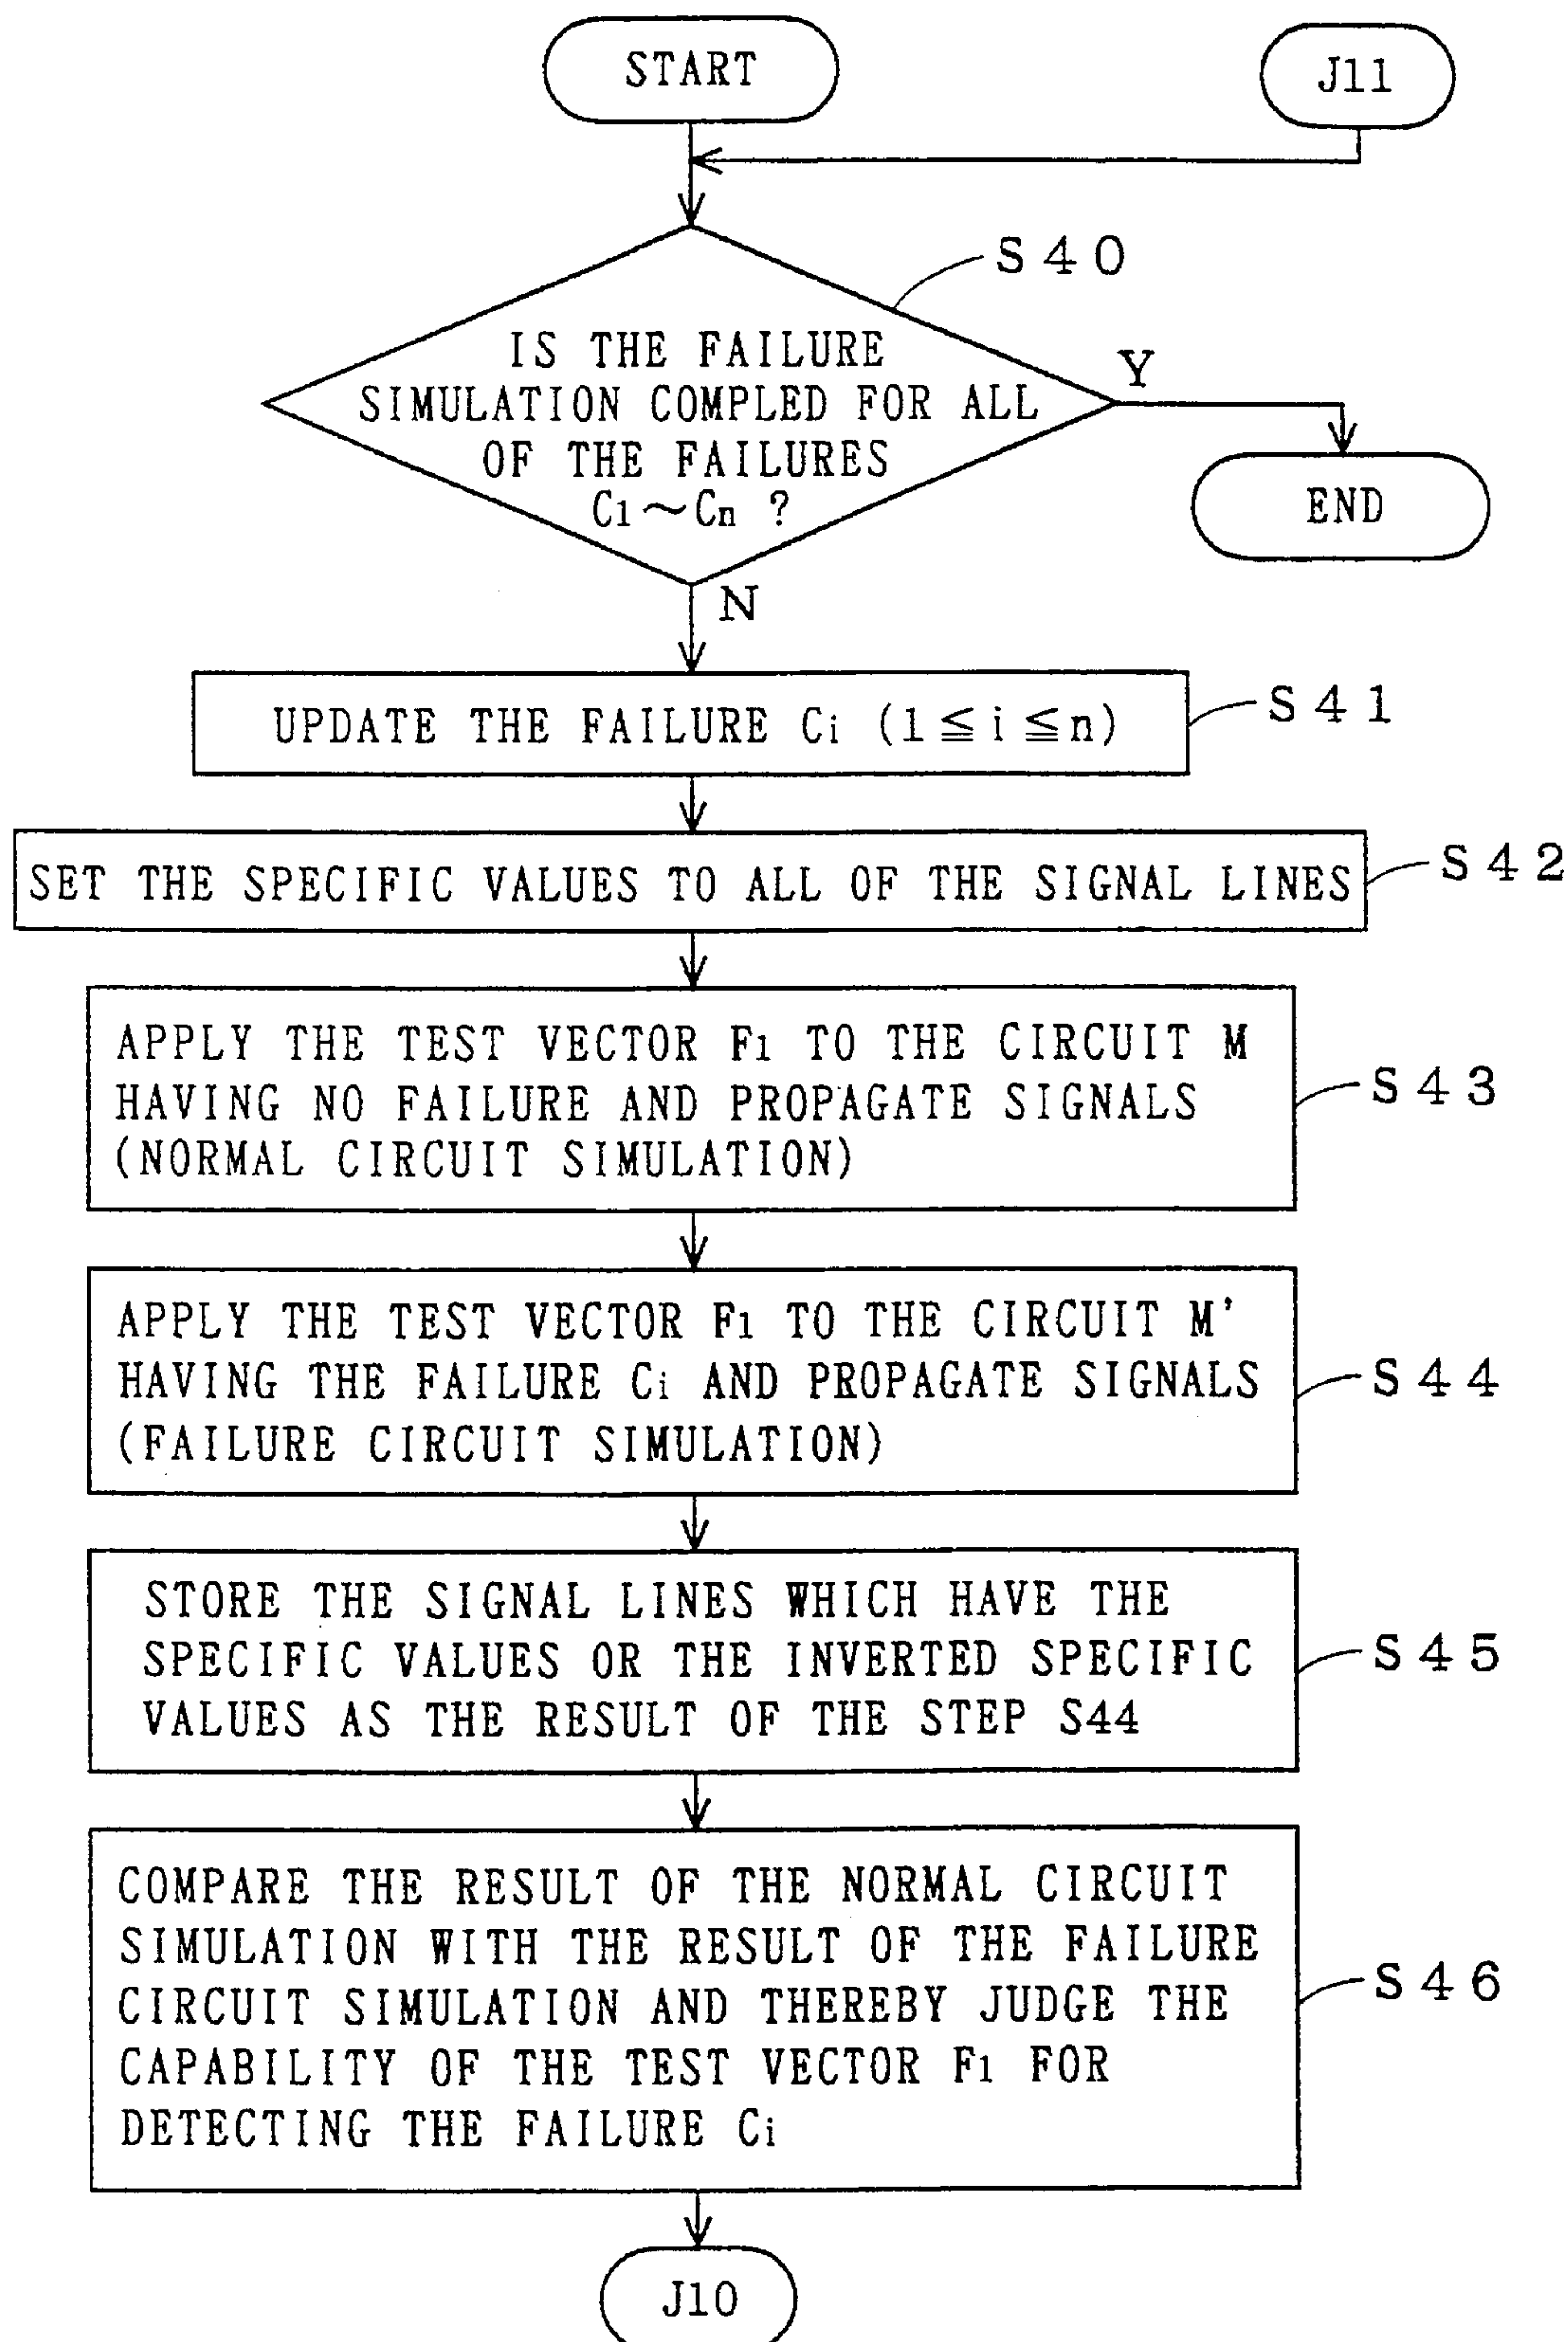 START
J11
S40
IS THE FAILURE
SIMULATION COMPLED FOR ALL
OF THE FAILURES
C1~Cn ?
Y
END
N
UPDATE THE FAILURE Ci (1≦i≦n)
S41
SET THE SPECIFIC VALUES TO ALL OF THE SIGNAL LINES
S42
APPLY THE TEST VECTOR F1 TO THE CIRCUIT M
HAVING NO FAILURE AND PROPAGATE SIGNALS
(NORMAL CIRCUIT SIMULATION)
S43
APPLY THE TEST VECTOR F1 TO THE CIRCUIT M'
HAVING THE FAILURE Ci AND PROPAGATE SIGNALS
(FAILURE CIRCUIT SIMULATION)
S44
STORE THE SIGNAL LINES WHICH HAVE THE
SPECIFIC VALUES OR THE INVERTED SPECIFIC
VALUES AS THE RESULT OF THE STEP S44
S45
COMPARE THE RESULT OF THE NORMAL CIRCUIT
SIMULATION WITH THE RESULT OF THE FAILURE
CIRCUIT SIMULATION AND THEREBY JUDGE THE
CAPABILITY OF THE TEST VECTOR F1 FOR
DETECTING THE FAILURE Ci
S46
J10